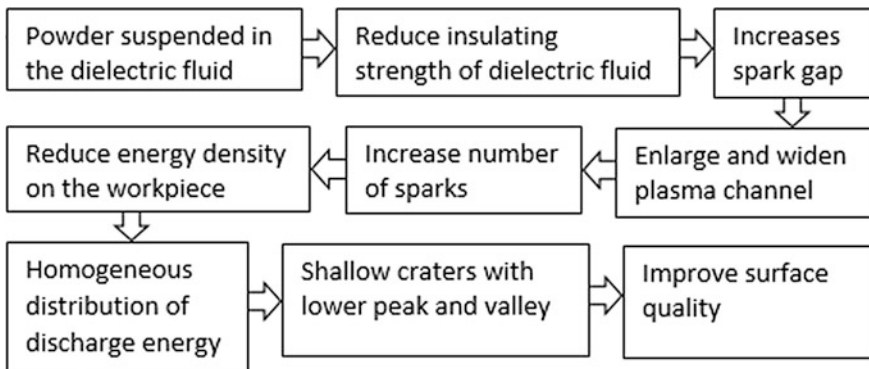 Powder suspended in
the dielectric fluid
Reduce insulating
strength of dielectric fluid
Increases
spark gap
Enlarge and widen
plasma channel
Increase number
of sparks
Reduce energy density
on the workpiece
Homogeneous
distribution of
discharge energy
Shallow craters with
lower peak and valley
Improve surface
quality